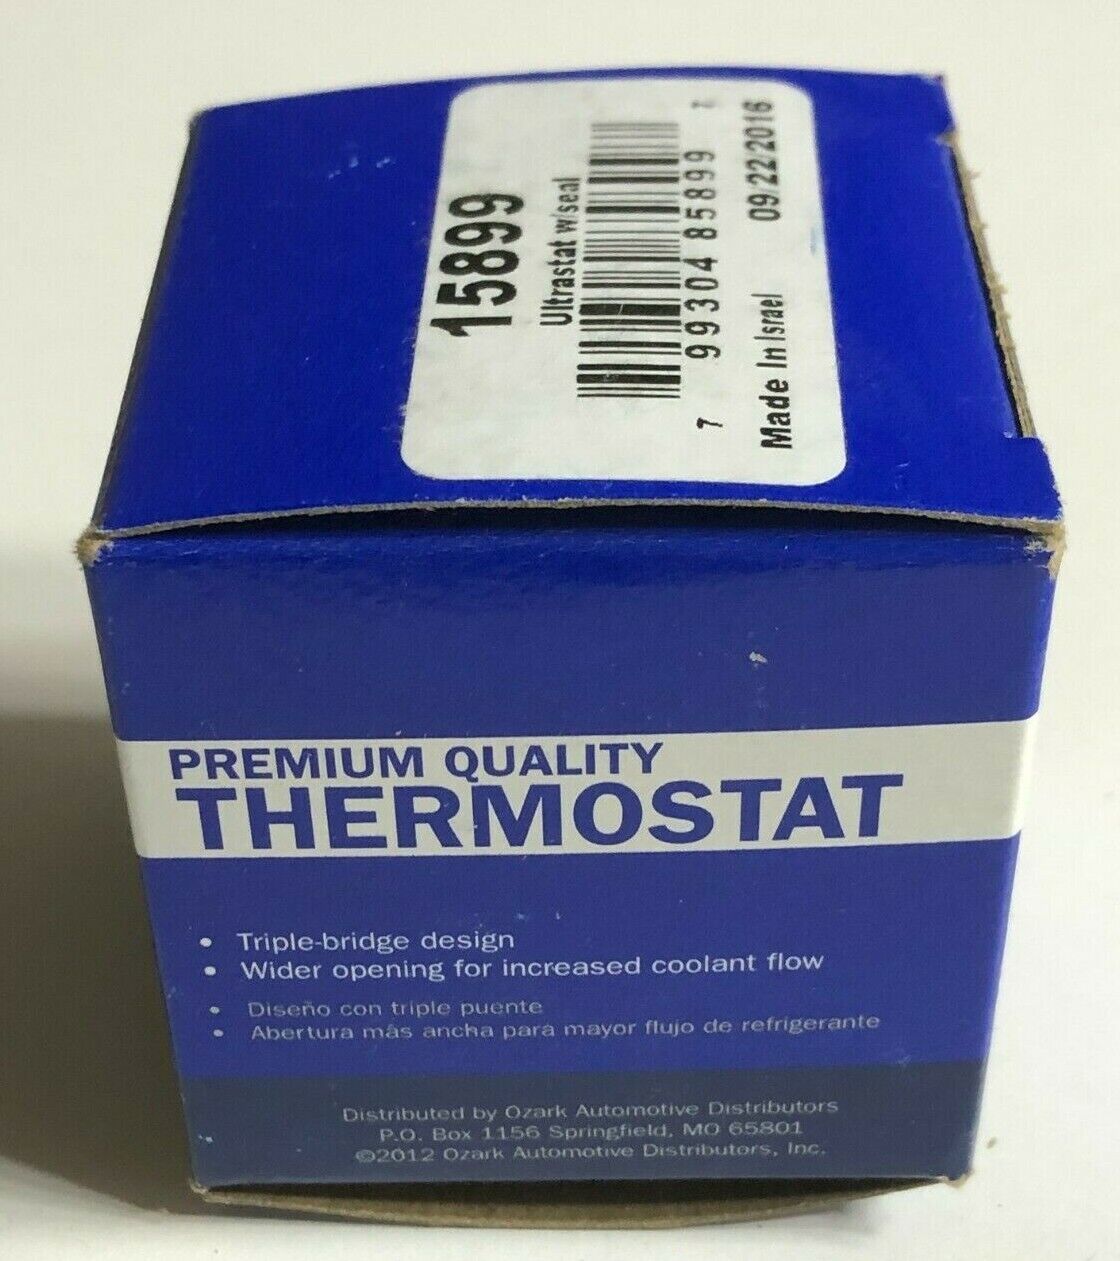 15899
Ultrastat w/seal
7 99304 85899 7
Made In Israel 09/22/2016
PREMIUM QUALITY
THERMOSTAT
• Triple-bridge design
• Wider opening for increased coolant flow
• Diseño con triple puente
• Abertura más ancha para mayor flujo de refrigerante
Distributed by Ozark Automotive Distributors
P.O. Box 1156 Springfield, MO 65801
©2012 Ozark Automotive Distributors, Inc.